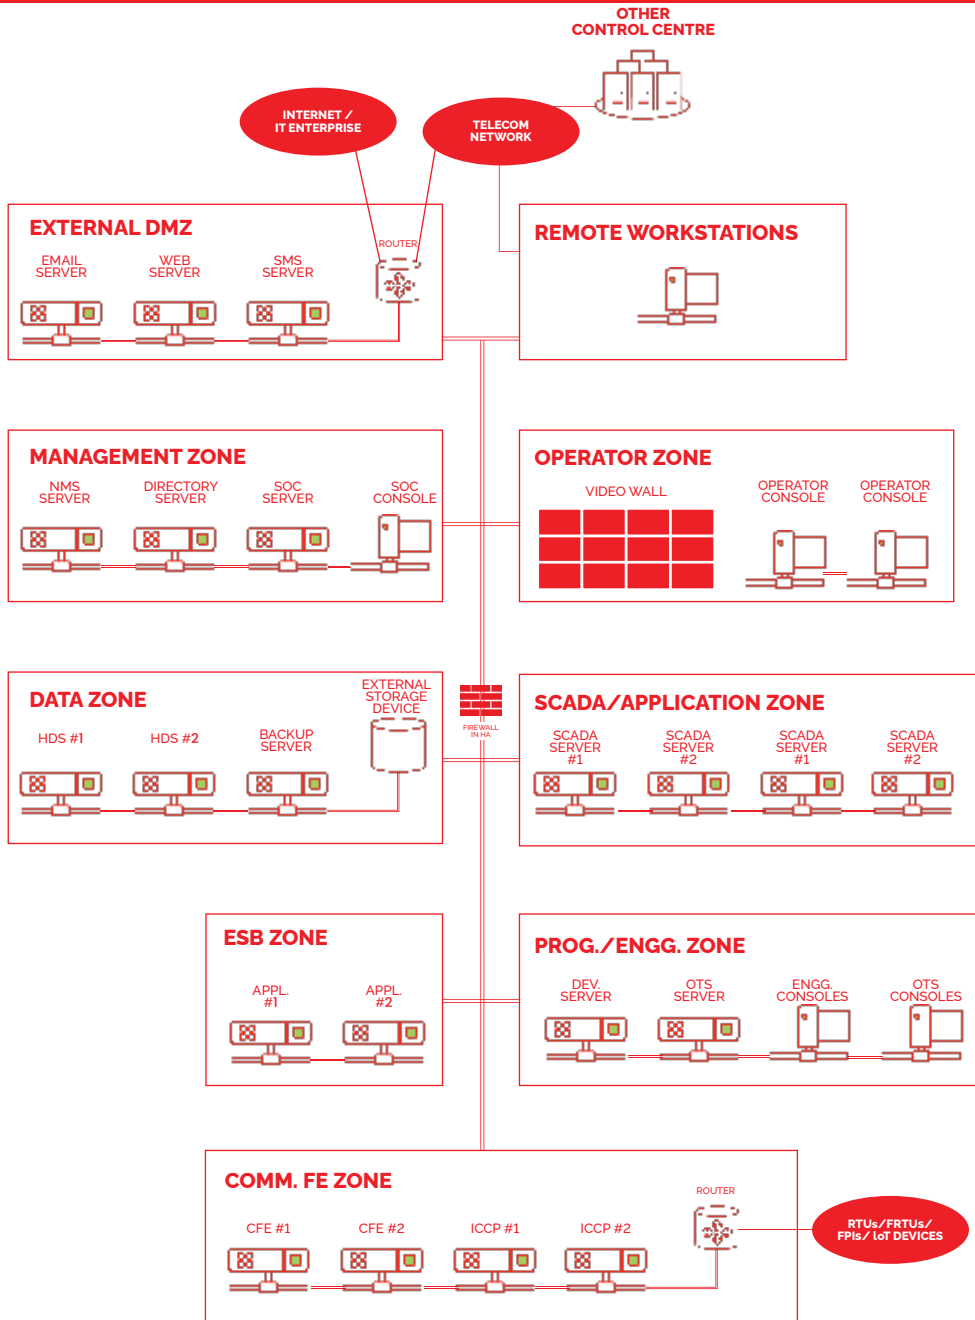 OTHER
CONTROL CENTRE
INTERNET /
IT ENTERPRISE
TELECOM
NETWORK
EXTERNAL DMZ
EMAIL
SERVER
WEB
SERVER
SMS
SERVER
ROUTER
REMOTE WORKSTATIONS
MANAGEMENT ZONE
NMS
SERVER
DIRECTORY
SERVER
SOC
SERVER
SOC
CONSOLE
OPERATOR ZONE
VIDEO WALL
OPERATOR
CONSOLE
OPERATOR
CONSOLE
DATA ZONE
HDS #1
HDS #2
BACKUP
SERVER
EXTERNAL
STORAGE
DEVICE
FIREWALL
IN HA
SCADA/APPLICATION ZONE
SCADA
SERVER
#1
SCADA
SERVER
#2
SCADA
SERVER
#1
SCADA
SERVER
#2
ESB ZONE
APPL.
#1
APPL.
#2
PROG./ENGG. ZONE
DEV.
SERVER
OTS
SERVER
ENGG.
CONSOLES
OTS
CONSOLES
COMM. FE ZONE
CFE #1
CFE #2
ICCP #1
ICCP #2
ROUTER
RTUs/FRTUs/
FPIs/ IoT DEVICES